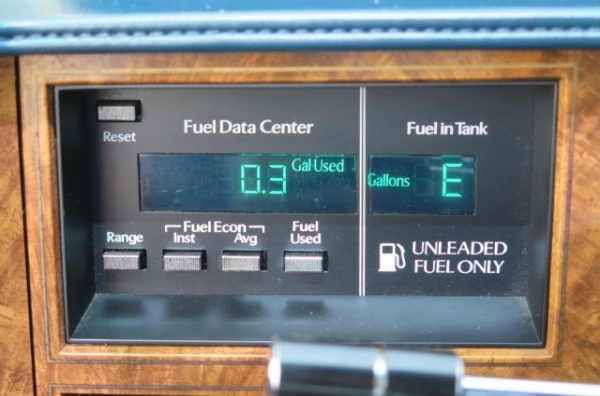 Reset
Fuel Data Center
0.3 Gal Used
Range
Fuel Econ
Inst Avg
Fuel
Used
Fuel in Tank
Gallons E
UNLEADED
FUEL ONLY